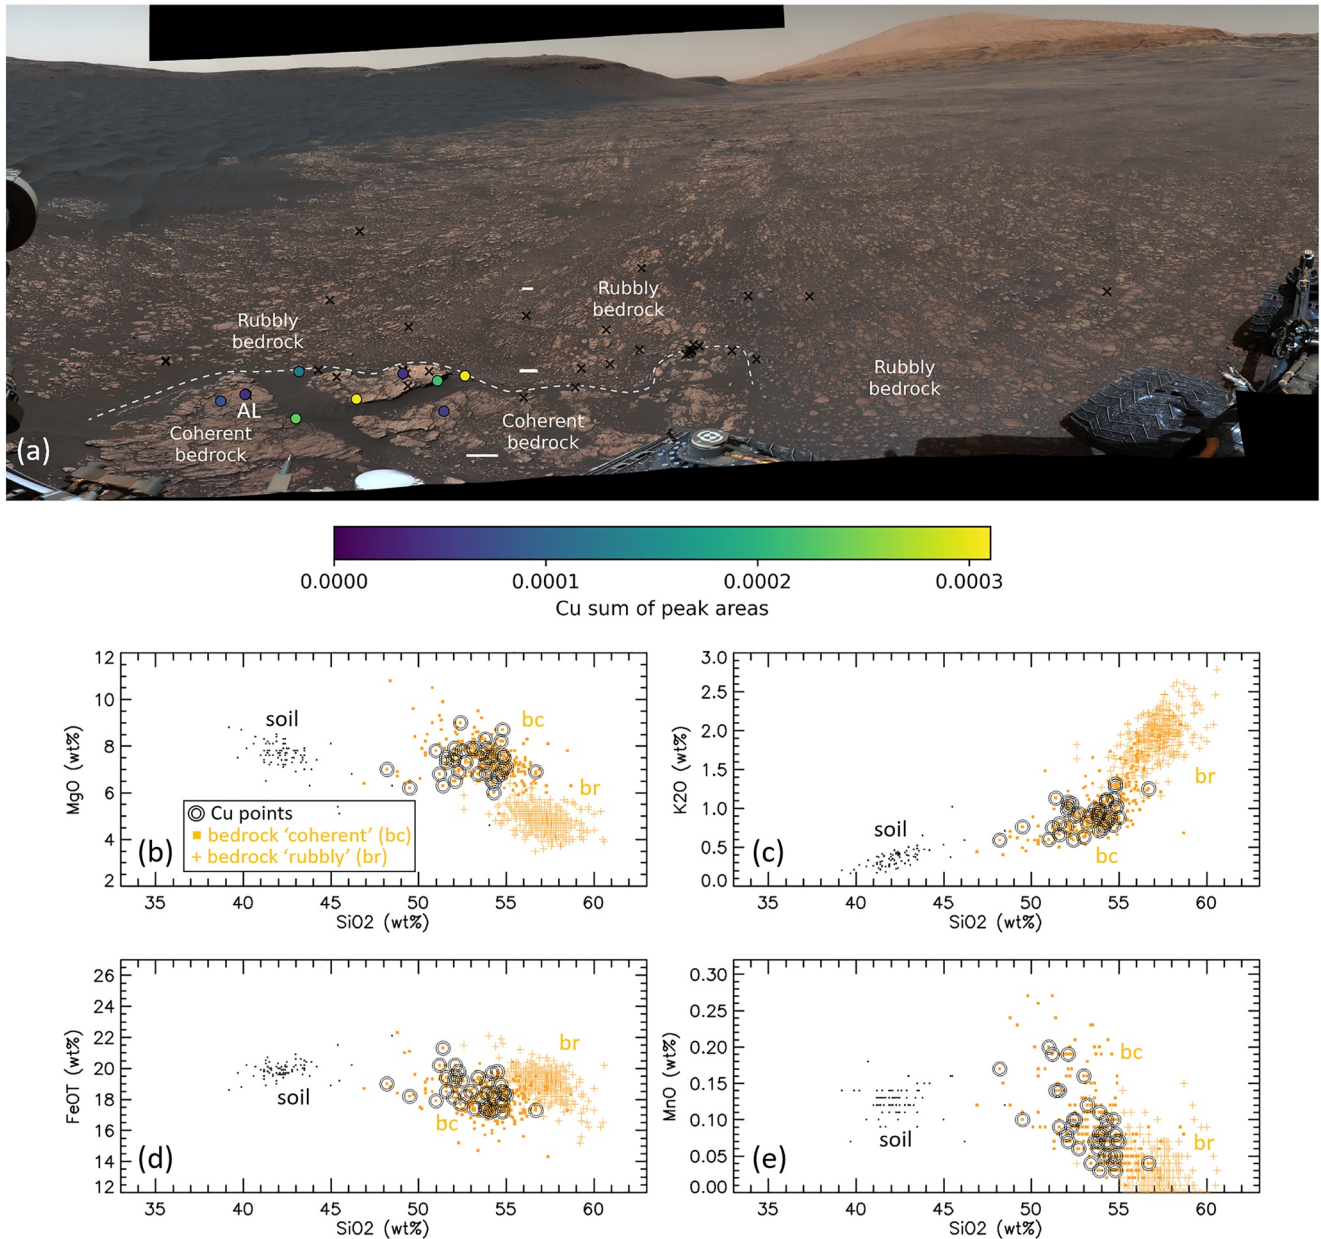 Rubbly
bedrock
Rubbly
bedrock
Rubbly
bedrock
AL
Coherent
bedrock
Coherent
bedrock
(a)
0.0000 0.0001 0.0002 0.0003
Cu sum of peak areas
12
10
8
6
4
2
MgO (wt%)
soil
bc
br
Cu points
bedrock 'coherent' (bc)
bedrock 'rubbly' (br)
(b)
35 40 45 50 55 60
SiO2 (wt%)
3.0
2.5
2.0
1.5
1.0
0.5
0.0
K2O (wt%)
br
soil
bc
(c)
35 40 45 50 55 60
SiO2 (wt%)
26
24
22
20
18
16
14
12
FeOT (wt%)
br
soil
bc
(d)
35 40 45 50 55 60
SiO2 (wt%)
0.30
0.25
0.20
0.15
0.10
0.05
0.00
MnO (wt%)
bc
soil
br
(e)
35 40 45 50 55 60
SiO2 (wt%)